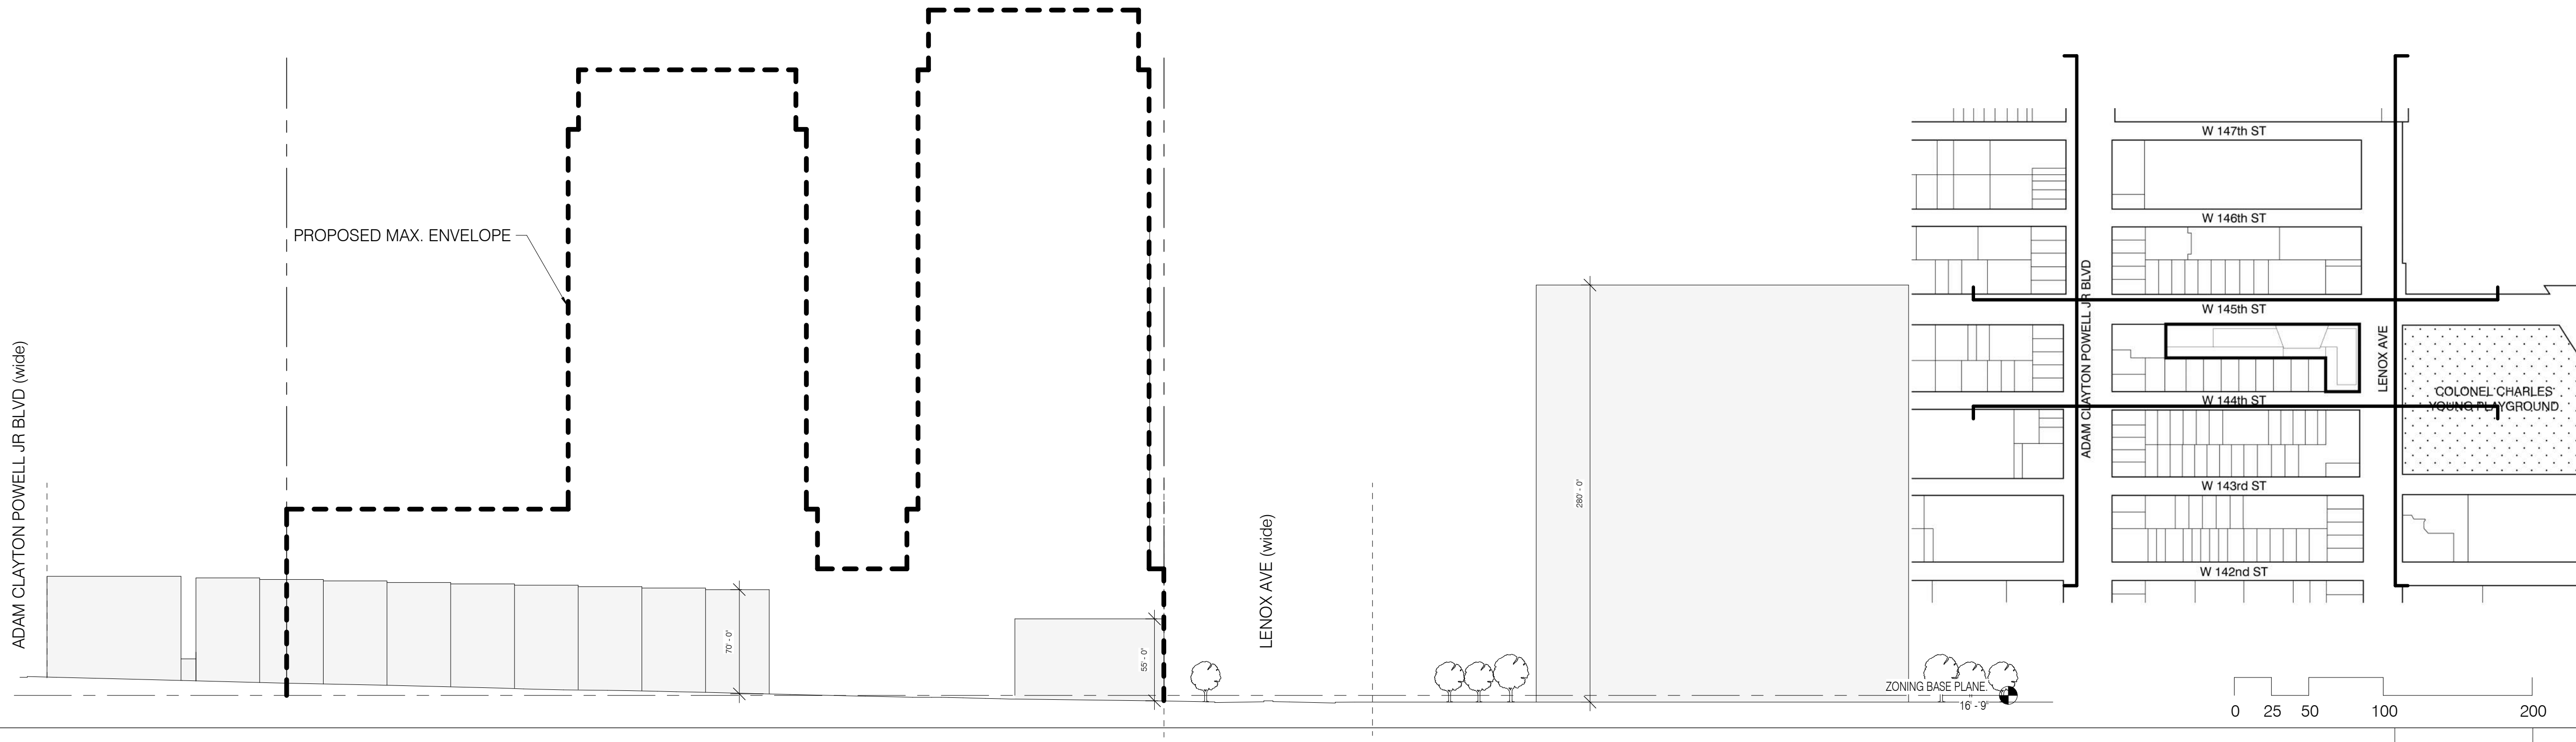 ADAM CLAYTON POWELL JR BLVD (wide)
PROPOSED MAX. ENVELOPE
70' - 0"
55' - 0"
LENOX AVE (wide)
280' - 0"
ZONING BASE PLANE.
16' - 9"
W 147th ST
W 146th ST
ADAM CLAYTON POWELL JR BLVD
W 145th ST
LENOX AVE
COLONEL CHARLES
YOUNG PLAYGROUND
W 144th ST
W 143rd ST
W 142nd ST
0 25 50 100 200